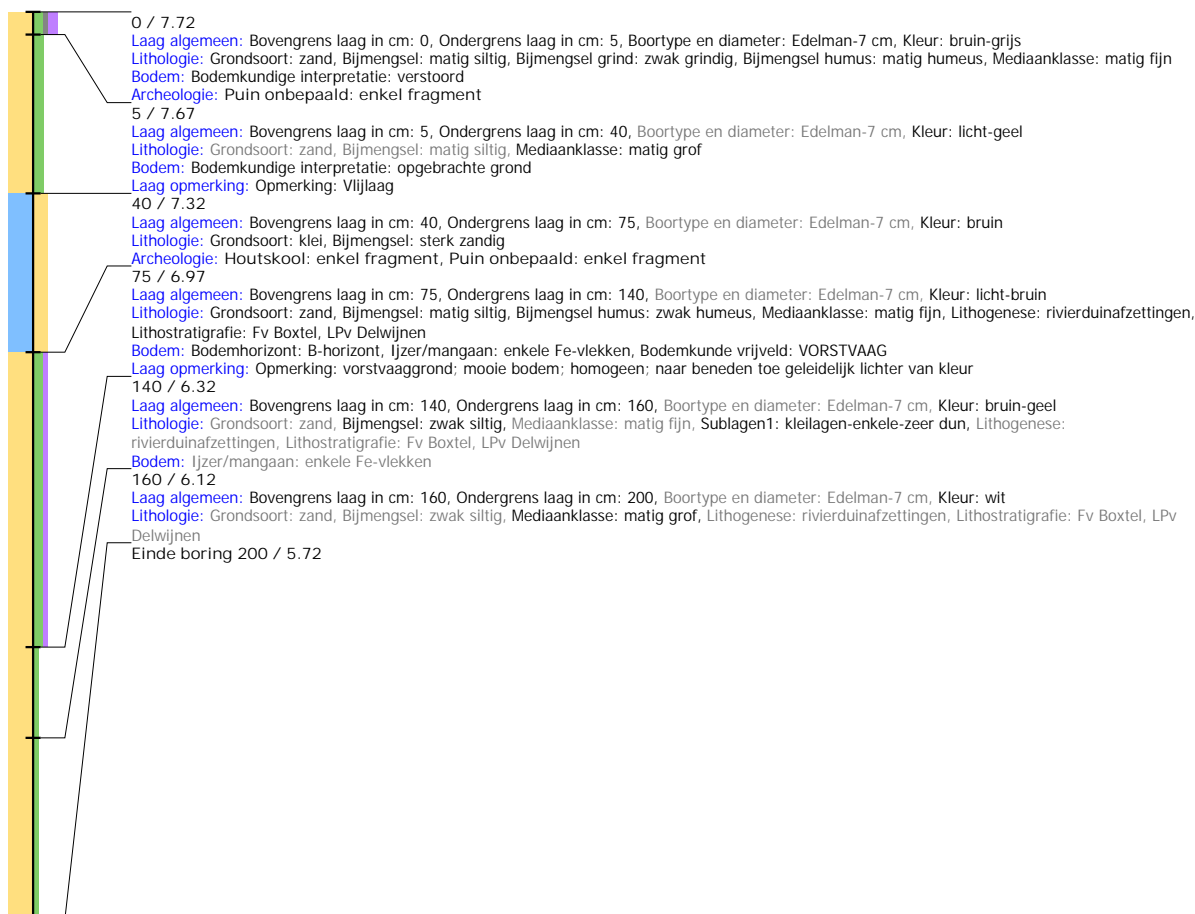 0 / 7.72
Laag algemeen: Bovengrens laag in cm: 0, Ondergrens laag in cm: 5, Boortype en diameter: Edelman-7 cm, Kleur: bruin-grijs
Lithologie: Grondsoort: zand, Bijmengsel: matig siltig, Bijmengsel grind: zwak grindig, Bijmengsel humus: matig humeus, Mediaanklasse: matig fijn
Bodem: Bodemkundige interpretatie: verstoord
Archeologie: Puin onbepaald: enkel fragment
5 / 7.67
Laag algemeen: Bovengrens laag in cm: 5, Ondergrens laag in cm: 40, Boortype en diameter: Edelman-7 cm, Kleur: licht-geel
Lithologie: Grondsoort: zand, Bijmengsel: matig siltig, Mediaanklasse: matig grof
Bodem: Bodemkundige interpretatie: opgebrachte grond
Laag opmerking: Opmerking: Vlijlaag
40 / 7.32
Laag algemeen: Bovengrens laag in cm: 40, Ondergrens laag in cm: 75, Boortype en diameter: Edelman-7 cm, Kleur: bruin
Lithologie: Grondsoort: klei, Bijmengsel: sterk zandig
Archeologie: Houtskool: enkel fragment, Puin onbepaald: enkel fragment
75 / 6.97
Laag algemeen: Bovengrens laag in cm: 75, Ondergrens laag in cm: 140, Boortype en diameter: Edelman-7 cm, Kleur: licht-bruin
Lithologie: Grondsoort: zand, Bijmengsel: matig siltig, Bijmengsel humus: zwak humeus, Mediaanklasse: matig fijn, Lithogenese: rivierduinafzettingen,
Lithostratigrafie: Fv Boxtel, LPv Delwijnen
Bodem: Bodemhorizont: B-horizont, Ijzer/mangaan: enkele Fe-vlekken, Bodemkunde vrijveld: VORSTVAAG
Laag opmerking: Opmerking: vorstvaaggrond; mooie bodem; homogeen; naar beneden toe geleidelijk lichter van kleur
140 / 6.32
Laag algemeen: Bovengrens laag in cm: 140, Ondergrens laag in cm: 160, Boortype en diameter: Edelman-7 cm, Kleur: bruin-geel
Lithologie: Grondsoort: zand, Bijmengsel: zwak siltig, Mediaanklasse: matig fijn, Sublagen1: kleilagen-enkele-zeer dun, Lithogenese:
rivierduinafzettingen, Lithostratigrafie: Fv Boxtel, LPv Delwijnen
Bodem: Ijzer/mangaan: enkele Fe-vlekken
160 / 6.12
Laag algemeen: Bovengrens laag in cm: 160, Ondergrens laag in cm: 200, Boortype en diameter: Edelman-7 cm, Kleur: wit
Lithologie: Grondsoort: zand, Bijmengsel: zwak siltig, Mediaanklasse: matig grof, Lithogenese: rivierduinafzettingen, Lithostratigrafie: Fv Boxtel, LPv
Delwijnen
Einde boring 200 / 5.72